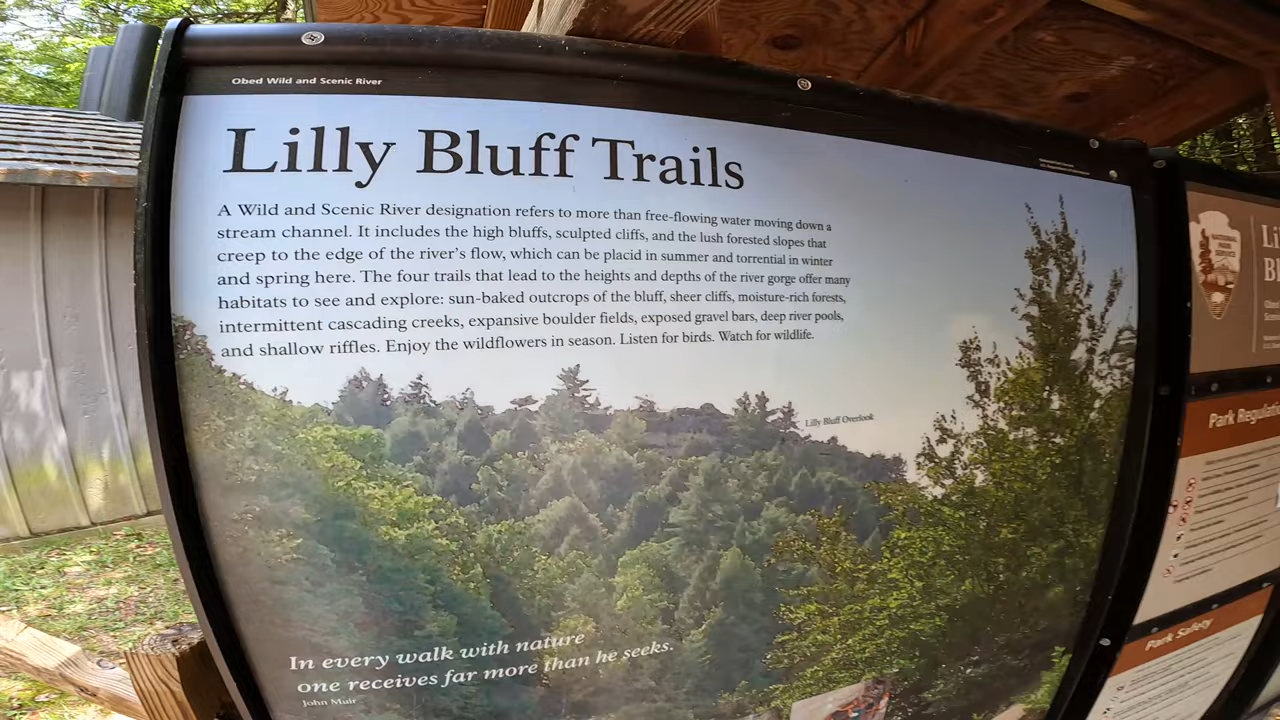 Obed Wild and Scenic River
Lilly Bluff Trails
A Wild and Scenic River designation refers to more than free-flowing water moving down a
stream channel. It includes the high bluffs, sculpted cliffs, and the lush forested slopes that
creep to the edge of the river's flow, which can be placid in summer and torrential in winter
and spring here. The four trails that lead to the heights and depths of the river gorge offer many
habitats to see and explore: sun-baked outcrops of the bluff, sheer cliffs, moisture-rich forests,
intermittent cascading creeks, expansive boulder fields, exposed gravel bars, deep river pools,
and shallow riffles. Enjoy the wildflowers in season. Listen for birds. Watch for wildlife.
Lilly Bluff Overlook
In every walk with nature
one receives far more than he seeks.
John Muir
NATIONAL
PARK
SERVICE
Li
Bl
Park Regulati
Park Safety